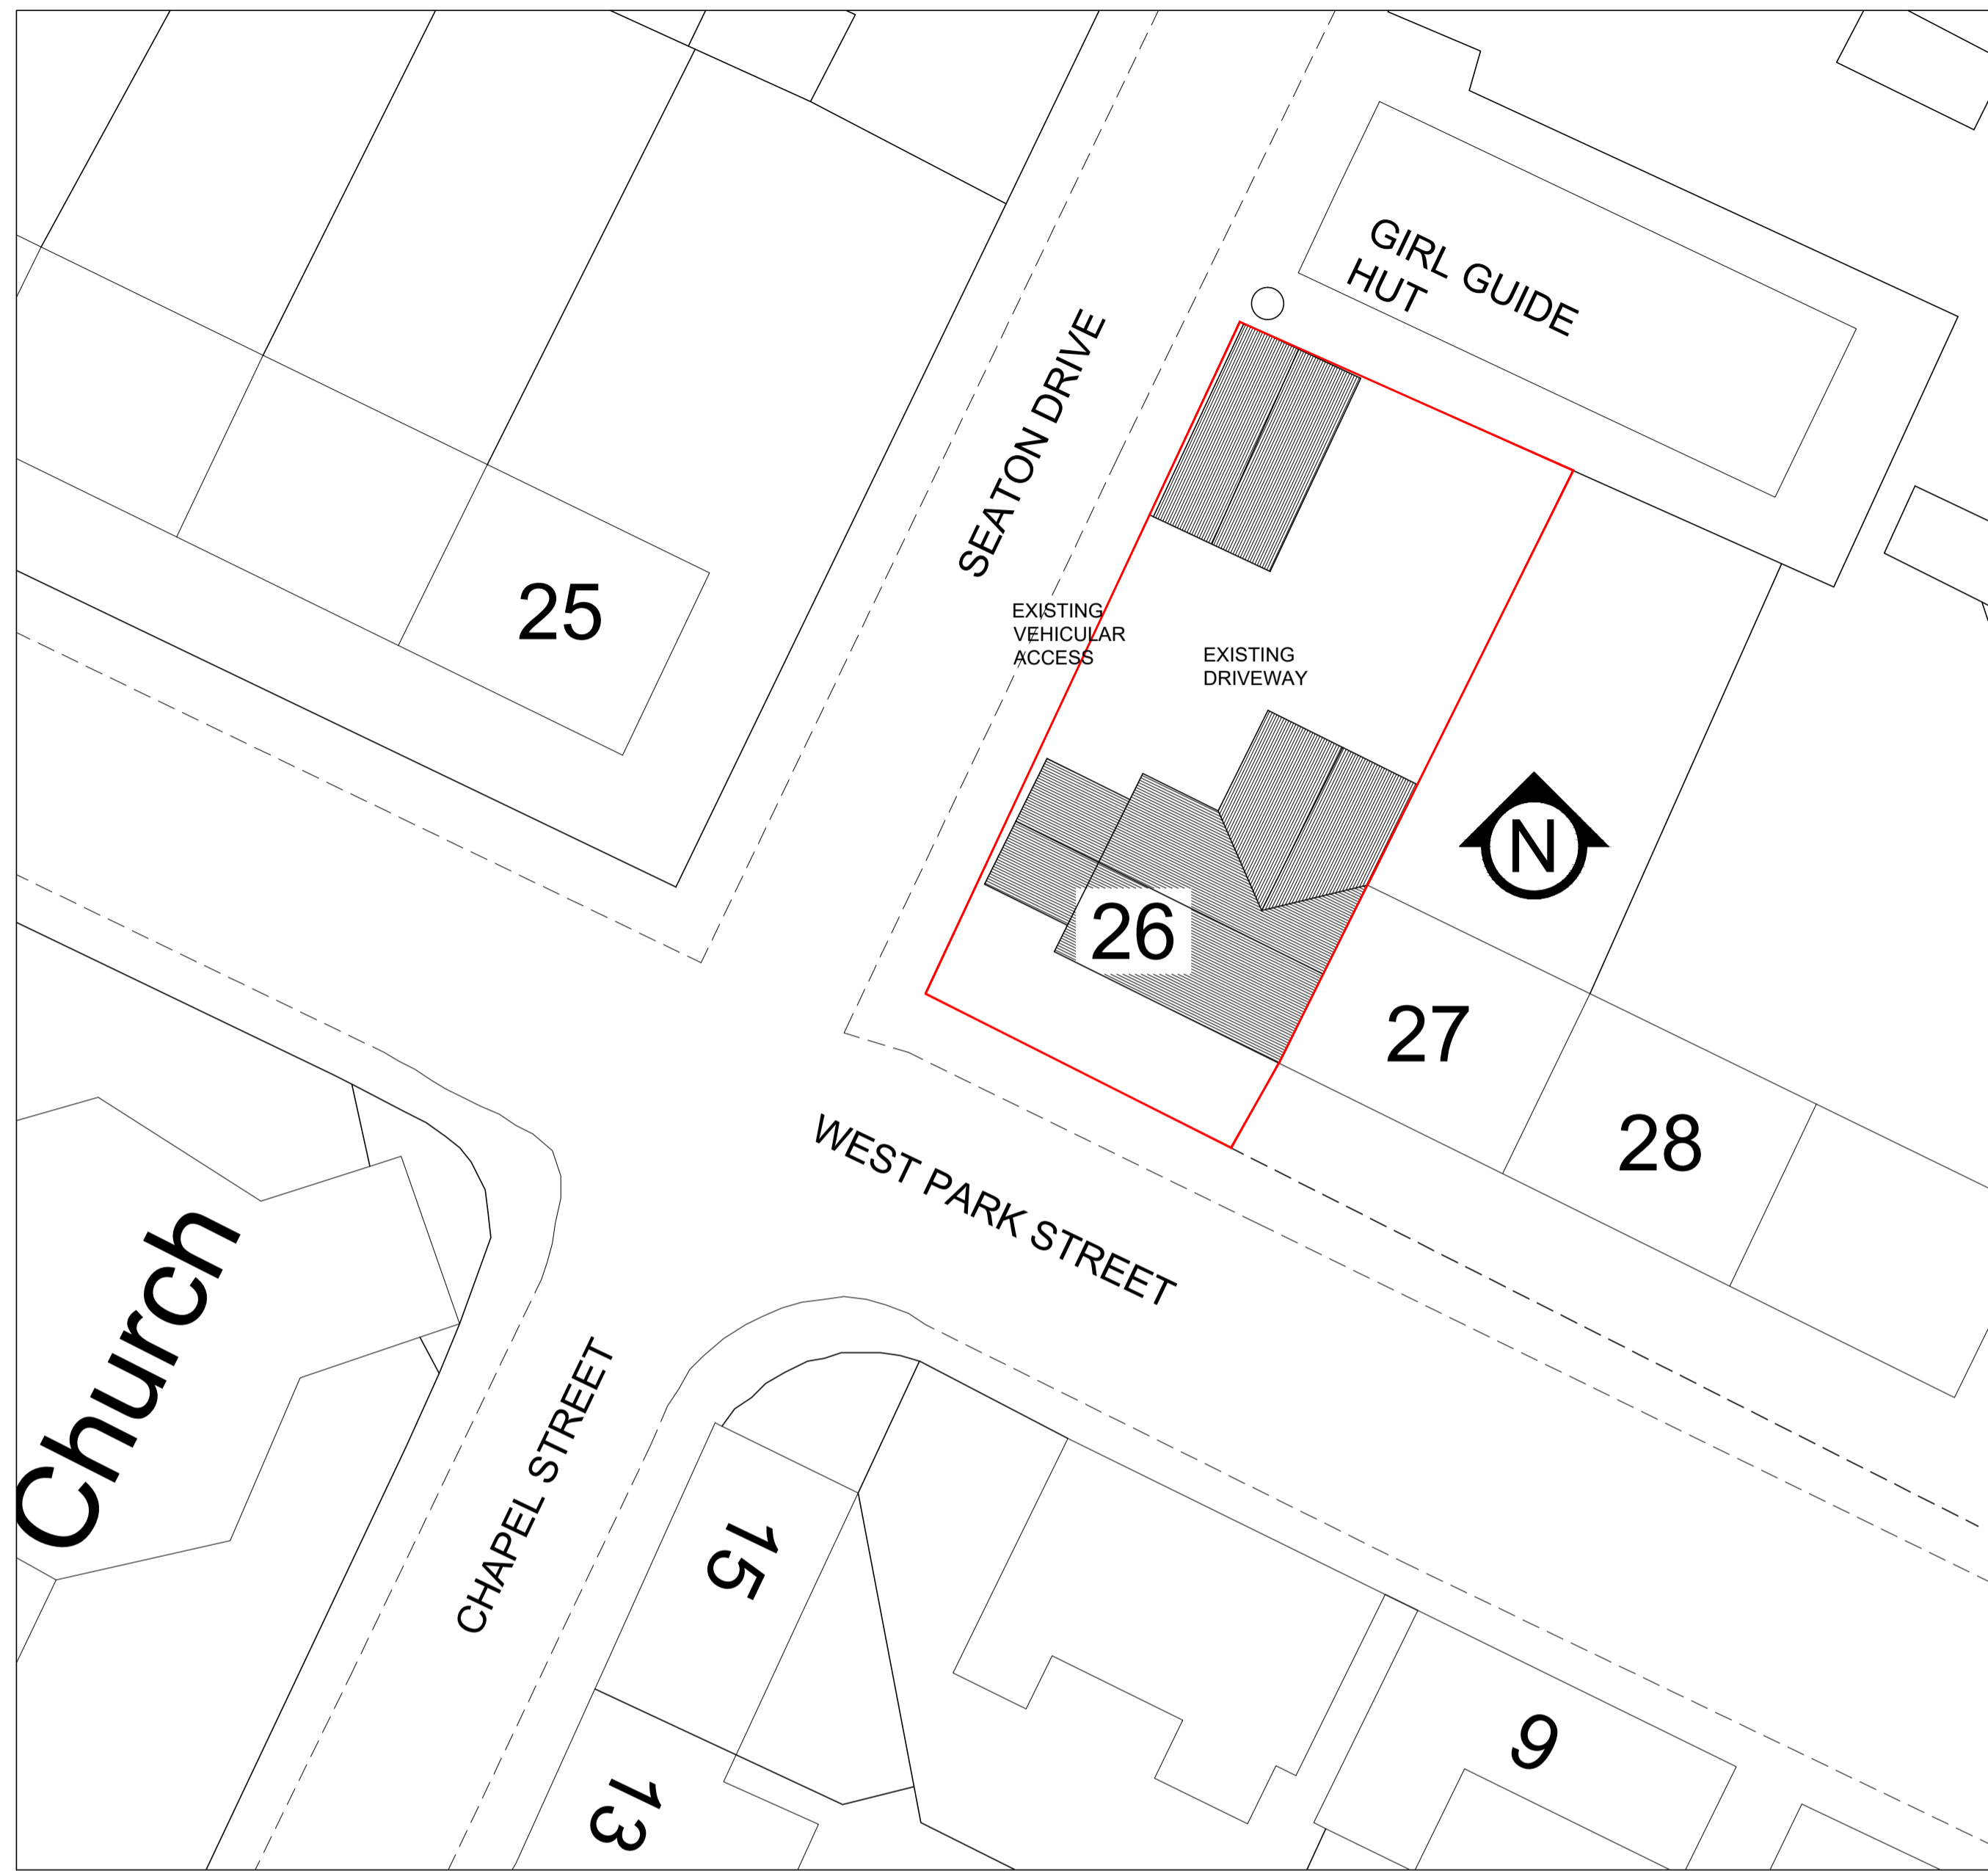 GIRL GUIDE
HUT
SEATON DRIVE
25
EXISTING
VEHICULAR
ACCESS
EXISTING
DRIVEWAY
N
26
27
28
WEST PARK STREET
Church
CHAPEL STREET
15
9
13